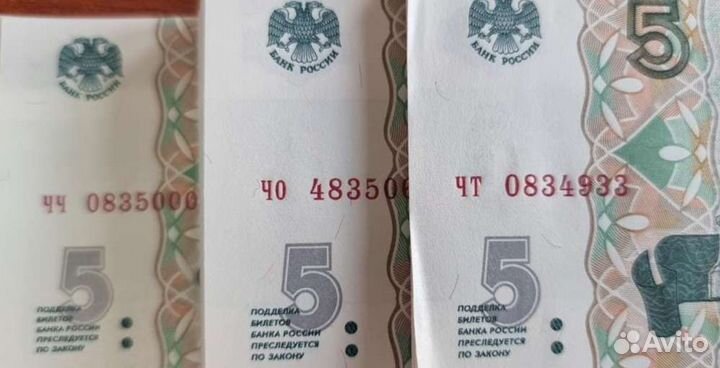 БАНК РОССИИ
чч 0835000
5
ПОДДЕЛКА
БИЛЕТОВ
БАНКА РОССИИ
ПРЕСЛЕДУЕТСЯ
ПО ЗАКОНУ
БАНК РОССИИ
чо 483500
5
ПОДДЕЛКА
БИЛЕТОВ
БАНКА РОССИИ
ПРЕСЛЕДУЕТСЯ
ПО ЗАКОНУ
БАНК РОССИИ
5
чт 0834933
5
ПОДДЕЛКА
БИЛЕТОВ
БАНКА РОССИИ
ПРЕСЛЕДУЕТСЯ
ПО ЗАКОНУ
Avito